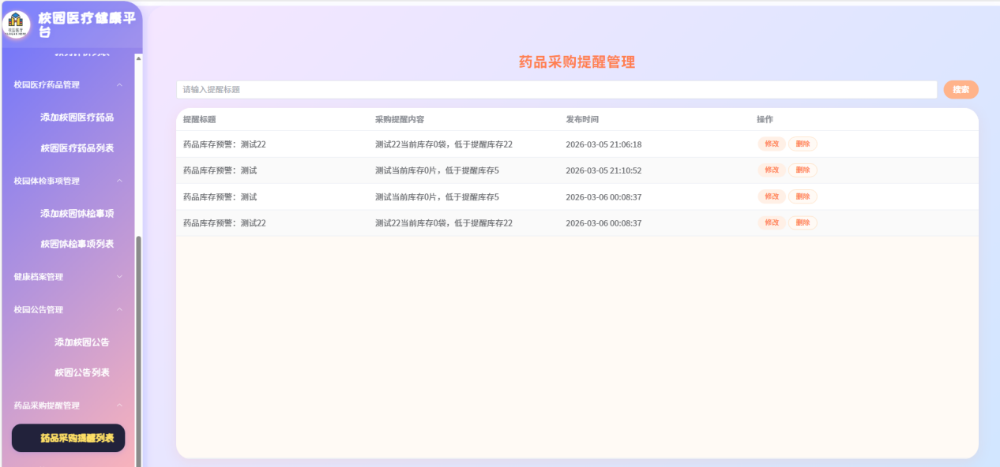 校园医疗健康平
台
校园医疗药品管理
添加校园医疗药品
校园医疗药品列表
校园体检事项管理
添加校园体检事项
校园体检事项列表
健康档案管理
校园公告管理
添加校园公告
校园公告列表
药品采购提醒管理
药品采购提醒列表
药品采购提醒管理
请输入提醒标题 搜索
提醒标题 采购提醒内容 发布时间 操作
药品库存预警：测试22 测试22当前库存0袋，低于提醒库存22 2026-03-05 21:06:18 修改 删除
药品库存预警：测试 测试当前库存0片，低于提醒库存5 2026-03-05 21:10:52 修改 删除
药品库存预警：测试 测试当前库存0片，低于提醒库存5 2026-03-06 00:08:37 修改 删除
药品库存预警：测试22 测试22当前库存0袋，低于提醒库存22 2026-03-06 00:08:37 修改 删除